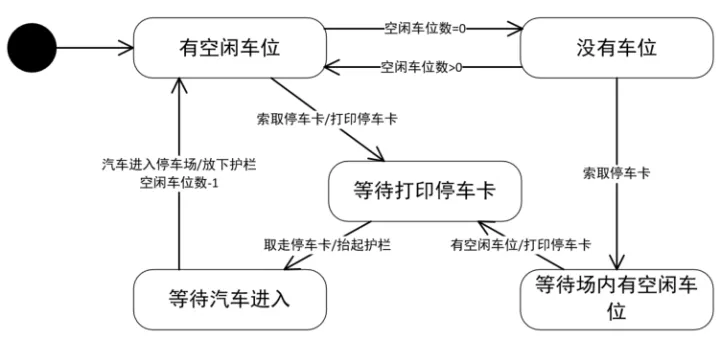 有空闲车位
空闲车位数=0
没有车位
空闲车位数>0
索取停车卡/打印停车卡
汽车进入停车场/放下护栏
空闲车位数-1
索取停车卡
等待打印停车卡
取走停车卡/抬起护栏
有空闲车位/打印停车卡
等待汽车进入
等待场内有空闲车
位